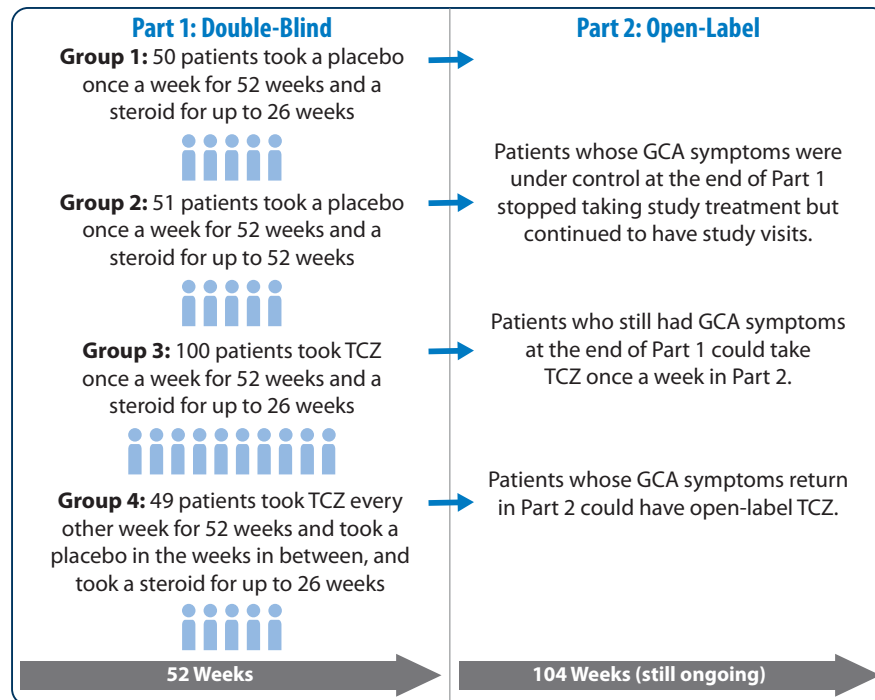 Part 1: Double-Blind
Group 1: 50 patients took a placebo
once a week for 52 weeks and a
steroid for up to 26 weeks
Group 2: 51 patients took a placebo
once a week for 52 weeks and a
steroid for up to 52 weeks
Group 3: 100 patients took TCZ
once a week for 52 weeks and a
steroid for up to 26 weeks
Group 4: 49 patients took TCZ every
other week for 52 weeks and took a
placebo in the weeks in between, and
took a steroid for up to 26 weeks
52 Weeks
Part 2: Open-Label
Patients whose GCA symptoms were
under control at the end of Part 1
stopped taking study treatment but
continued to have study visits.
Patients who still had GCA symptoms
at the end of Part 1 could take
TCZ once a week in Part 2.
Patients whose GCA symptoms return
in Part 2 could have open-label TCZ.
104 Weeks (still ongoing)